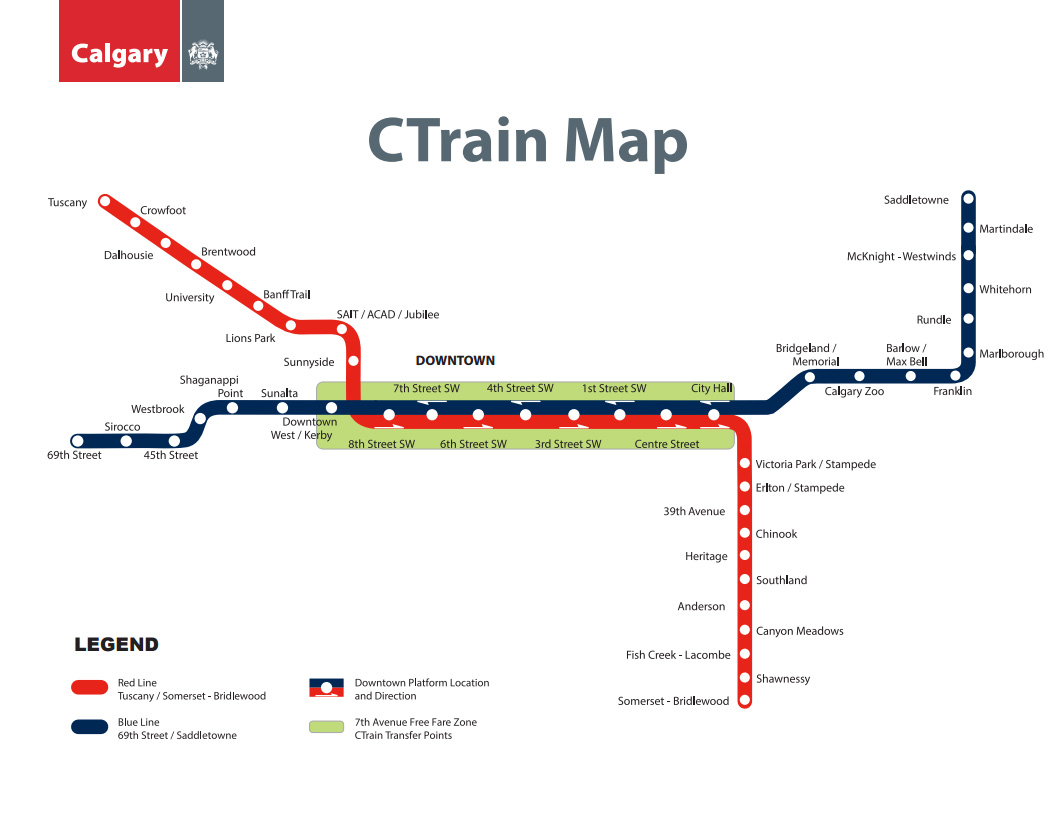 Calgary
CTrain Map
Tuscany
Crowfoot
Dalhousie
Brentwood
University
Banff Trail
Lions Park
SAIT / ACAD / Jubilee
Sunnyside
DOWNTOWN
Saddletowne
Martindale
McKnight - Westwinds
Whitehorn
Rundle
Marlborough
Bridgeland /
Memorial
Barlow /
Max Bell
Calgary Zoo
Franklin
Shaganappi
Point
Sunalta
Westbrook
Sirocco
69th Street
45th Street
Downtown
West / Kerby
7th Street SW
4th Street SW
1st Street SW
City Hall
8th Street SW
6th Street SW
3rd Street SW
Centre Street
Victoria Park / Stampede
Erlton / Stampede
39th Avenue
Chinook
Heritage
Southland
Anderson
Canyon Meadows
Fish Creek - Lacombe
Shawnessy
Somerset - Bridlewood
LEGEND
Red Line
Tuscany / Somerset - Bridlewood
Blue Line
69th Street / Saddletowne
Downtown Platform Location
and Direction
7th Avenue Free Fare Zone
CTrain Transfer Points